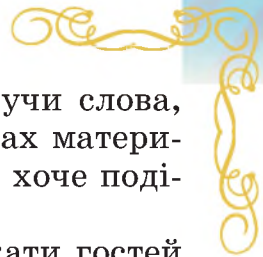 учи слова,
ах матери-
хоче поді-
ати гостей